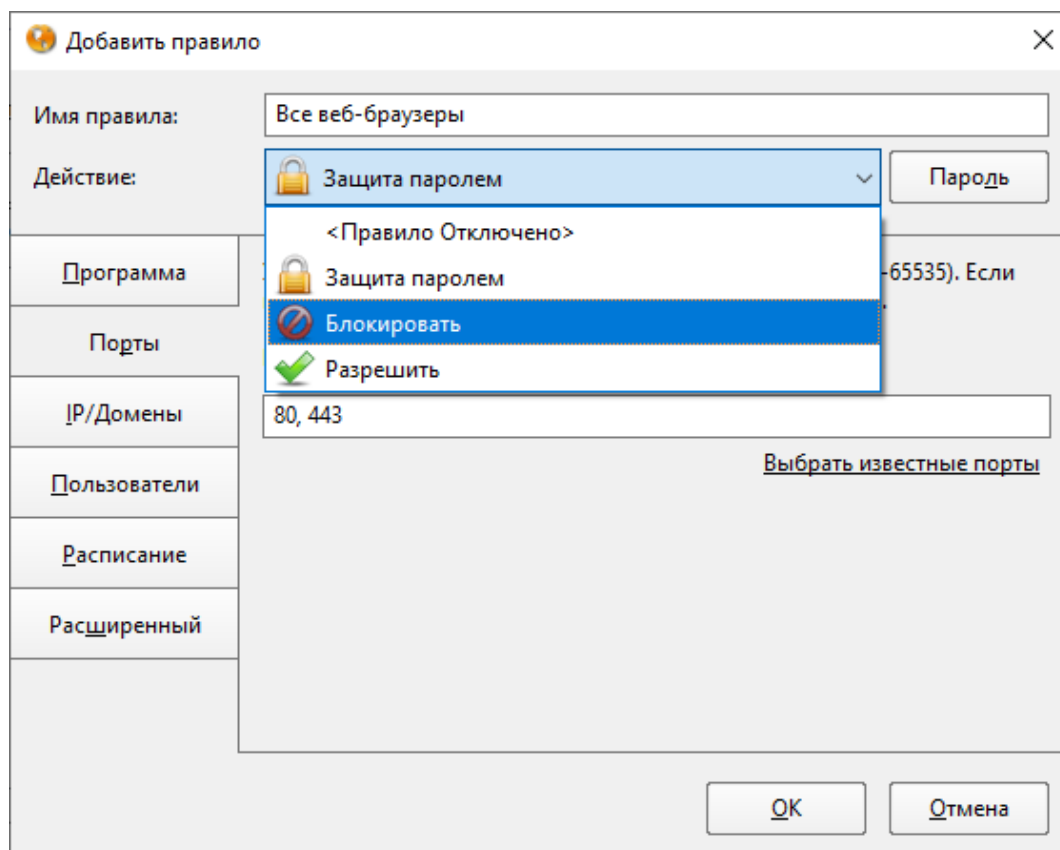 Добавить правило
Имя правила:
Все веб-браузеры
Действие:
Защита паролем
Пароль
<Правило Отключено>
Защита паролем
Блокировать
Разрешить
Программа
Порты
IP/Домены
Пользователи
Расписание
Расширенный
-65535). Если
80, 443
Выбрать известные порты
OK
Отмена